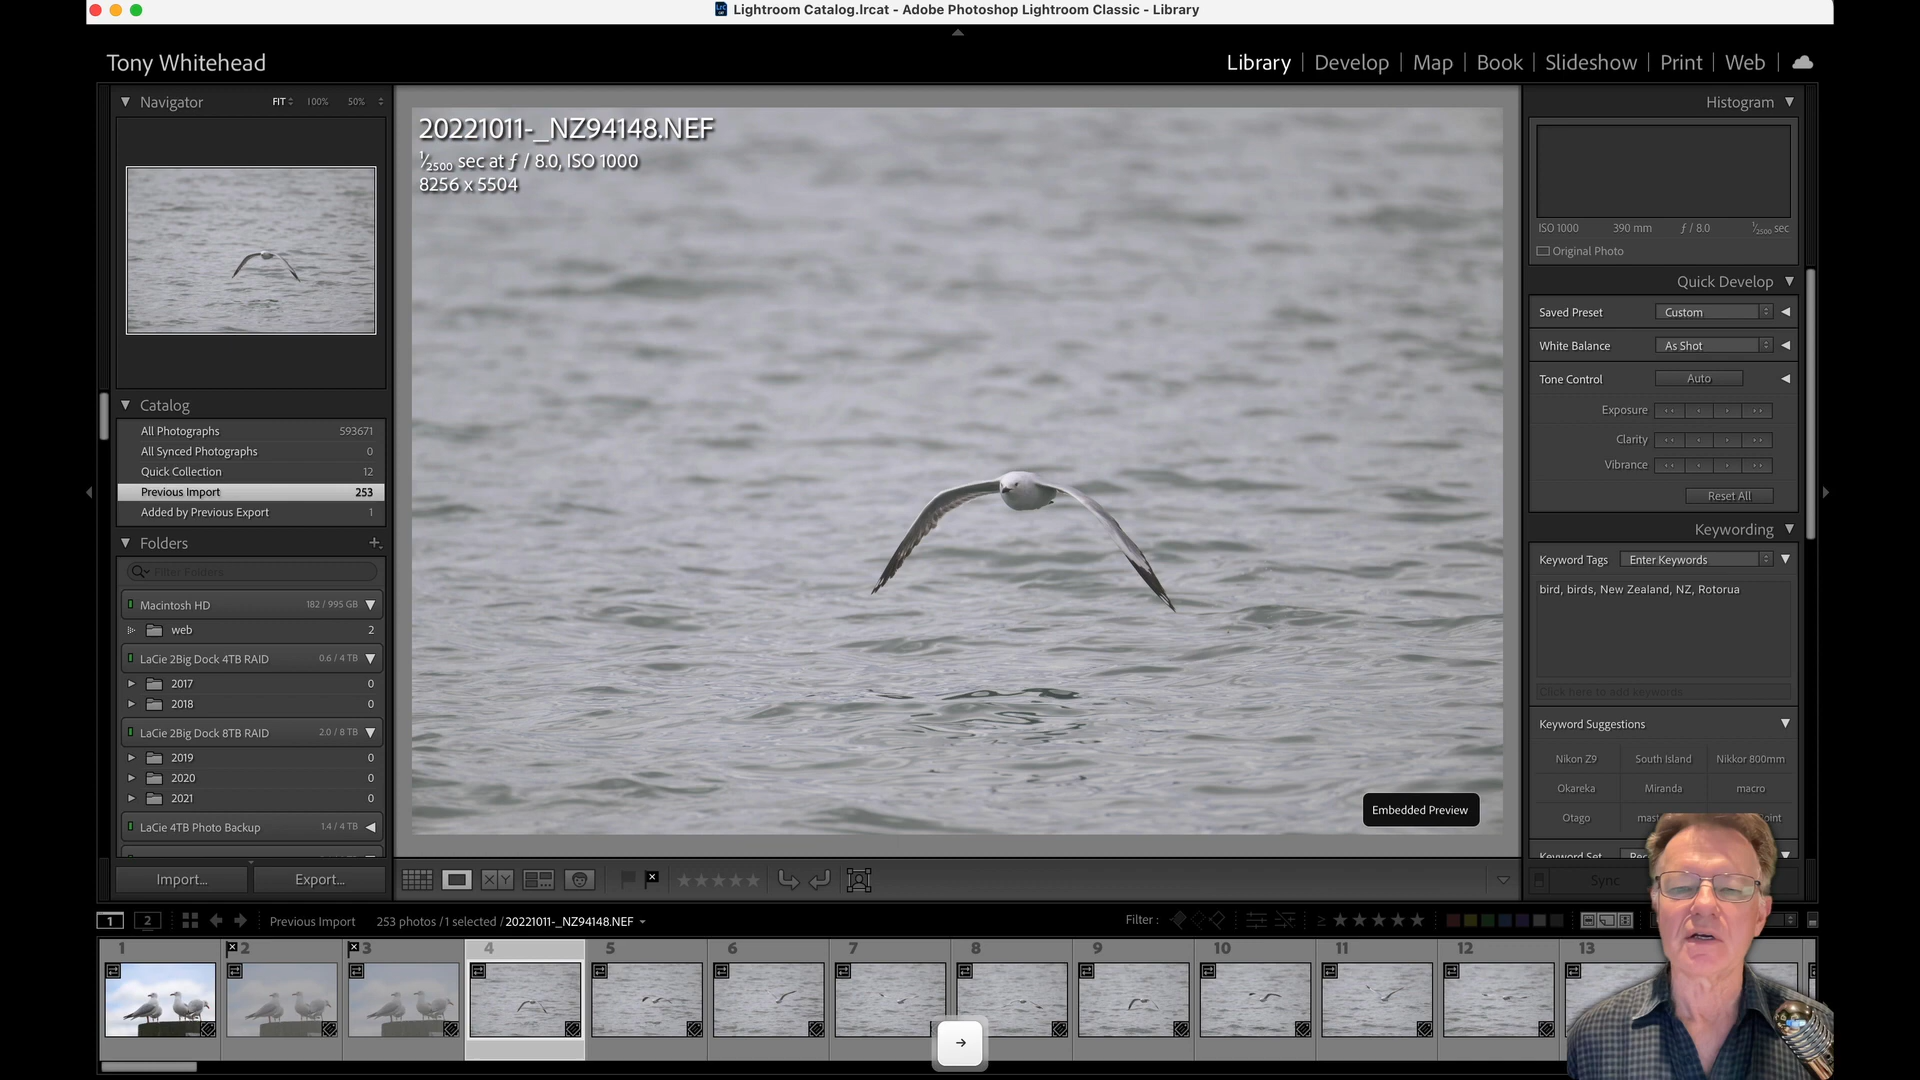 Lightroom Catalog.lrcat - Adobe Photoshop Lightroom Classic - Library
Tony Whitehead
Library | Develop | Map | Book | Slideshow | Print | Web
Navigator FIT 100% 50%
20221011-_NZ94148.NEF
1/2500 sec at ƒ / 8.0, ISO 1000
8256 x 5504
Embedded Preview
Catalog
All Photographs 593671
All Synced Photographs 0
Quick Collection 12
Previous Import 253
Added by Previous Export 1
Folders
Filter Folders
Macintosh HD 182 / 995 GB
web 2
LaCie 2Big Dock 4TB RAID 0.6 / 4 TB
2017 0
2018 0
LaCie 2Big Dock 8TB RAID 2.0 / 8 TB
2019 0
2020 0
2021 0
LaCie 4TB Photo Backup 1.4 / 4 TB
Import...
Export...
Histogram
ISO 1000 390 mm ƒ / 8.0 1/2500 sec
Original Photo
Quick Develop
Saved Preset Custom
White Balance As Shot
Tone Control Auto
Exposure
Clarity
Vibrance
Reset All
Keywording
Keyword Tags Enter Keywords
bird, birds, New Zealand, NZ, Rotorua
Click here to add keywords
Keyword Suggestions
Nikon Z9 South Island Nikkor 800mm
Okareka Miranda macro
Otago
Keyword Set
Sync
X Y
1 2 Previous Import 253 photos / 1 selected / 20221011-_NZ94148.NEF
Filter :
1 2 3 4 5 6 7 8 9 10 11 12 13